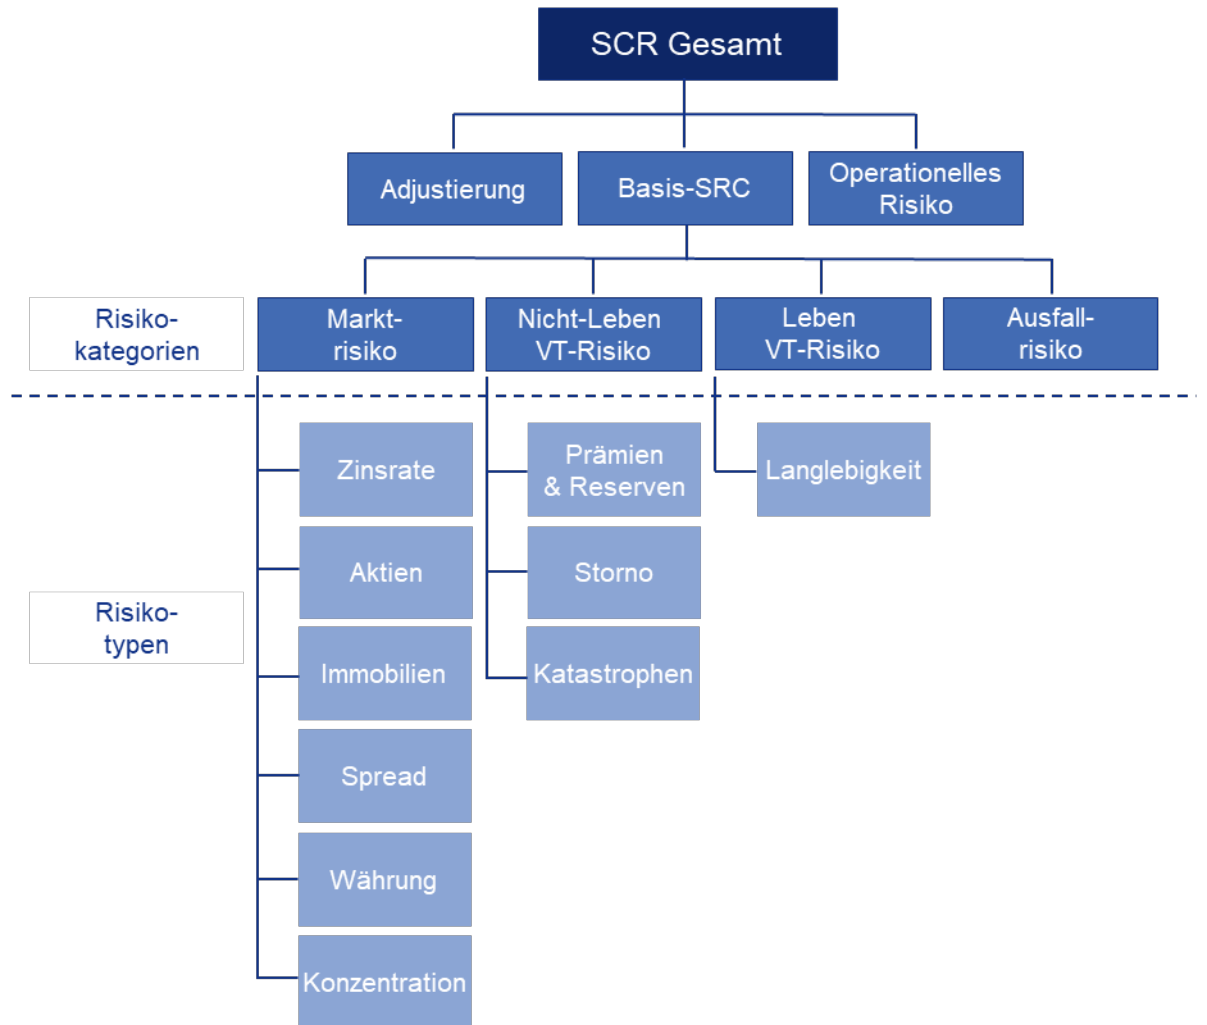 SCR Gesamt
Adjustierung
Basis-SRC
Operationelles
Risiko
Risiko-
kategorien
Markt-
risiko
Nicht-Leben
VT-Risiko
Leben
VT-Risiko
Ausfall-
risiko
Risiko-
typen
Zinsrate
Aktien
Immobilien
Spread
Währung
Konzentration
Prämien
& Reserven
Storno
Katastrophen
Langlebigkeit